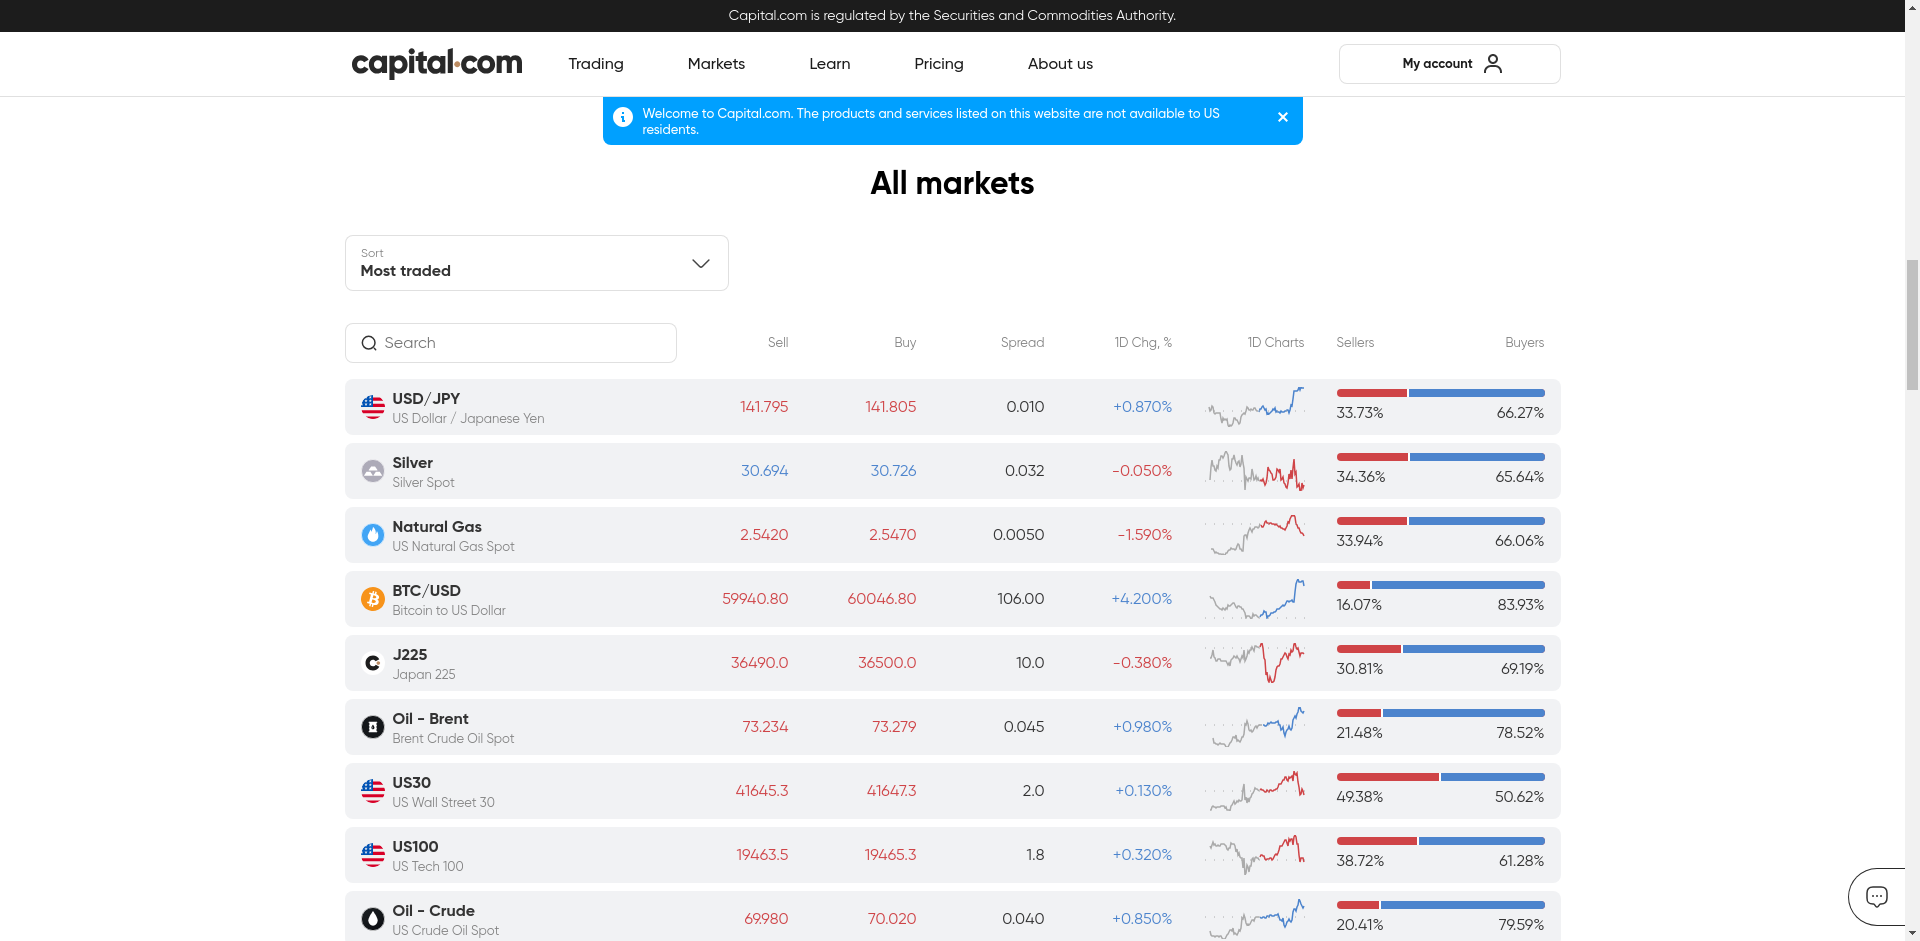 Capital.com is regulated by the Securities and Commodities Authority.
capital.com Trading Markets Learn Pricing About us My account
Welcome to Capital.com. The products and services listed on this website are not available to US
residents.
All markets
Sort
Most traded
Search Sell Buy Spread 1D Chg, % 1D Charts Sellers Buyers
USD/JPY
US Dollar / Japanese Yen
141.795 141.805 0.010 +0.870% 33.73% 66.27%
Silver
Silver Spot
30.694 30.726 0.032 -0.050% 34.36% 65.64%
Natural Gas
US Natural Gas Spot
2.5420 2.5470 0.0050 -1.590% 33.94% 66.06%
BTC/USD
Bitcoin to US Dollar
59940.80 60046.80 106.00 +4.200% 16.07% 83.93%
J225
Japan 225
36490.0 36500.0 10.0 -0.380% 30.81% 69.19%
Oil - Brent
Brent Crude Oil Spot
73.234 73.279 0.045 +0.980% 21.48% 78.52%
US30
US Wall Street 30
41645.3 41647.3 2.0 +0.130% 49.38% 50.62%
US100
US Tech 100
19463.5 19465.3 1.8 +0.320% 38.72% 61.28%
Oil - Crude
US Crude Oil Spot
69.980 70.020 0.040 +0.850% 20.41% 79.59%